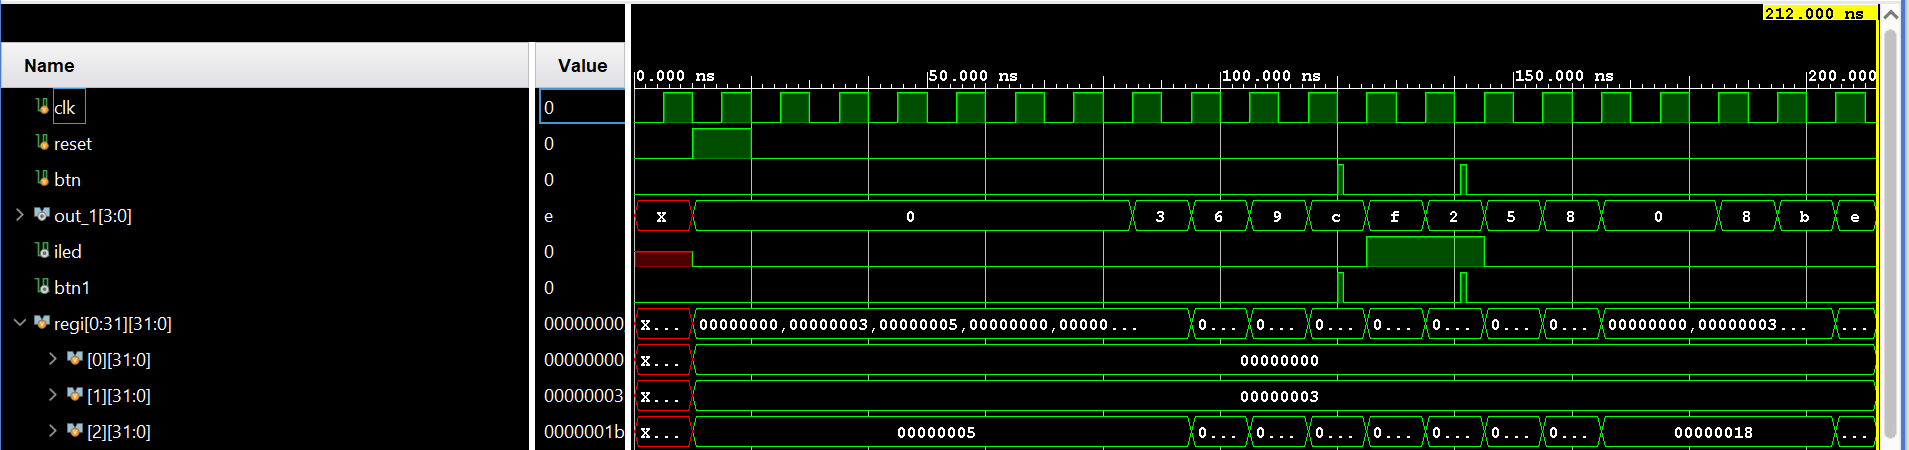 212.000 ns
Name Value 0.000 ns 50.000 ns 100.000 ns 150.000 ns 200.000
clk 0
reset 0
btn 0
out_1[3:0] e X 0 3 6 9 c f 2 5 8 0 8 b e
iled 0
btn1 0
regi[0:31][31:0] 00000000, X... 00000000,00000003,00000005,00000000,00000... 0... 0... 0... 0... 0... 0... 0... 00000000,00000003... ...
[0][31:0] 00000000 X... 00000000
[1][31:0] 00000003 X... 00000003
[2][31:0] 0000001b X... 00000005 0... 0... 0... 0... 0... 0... 0... 00000018 ...